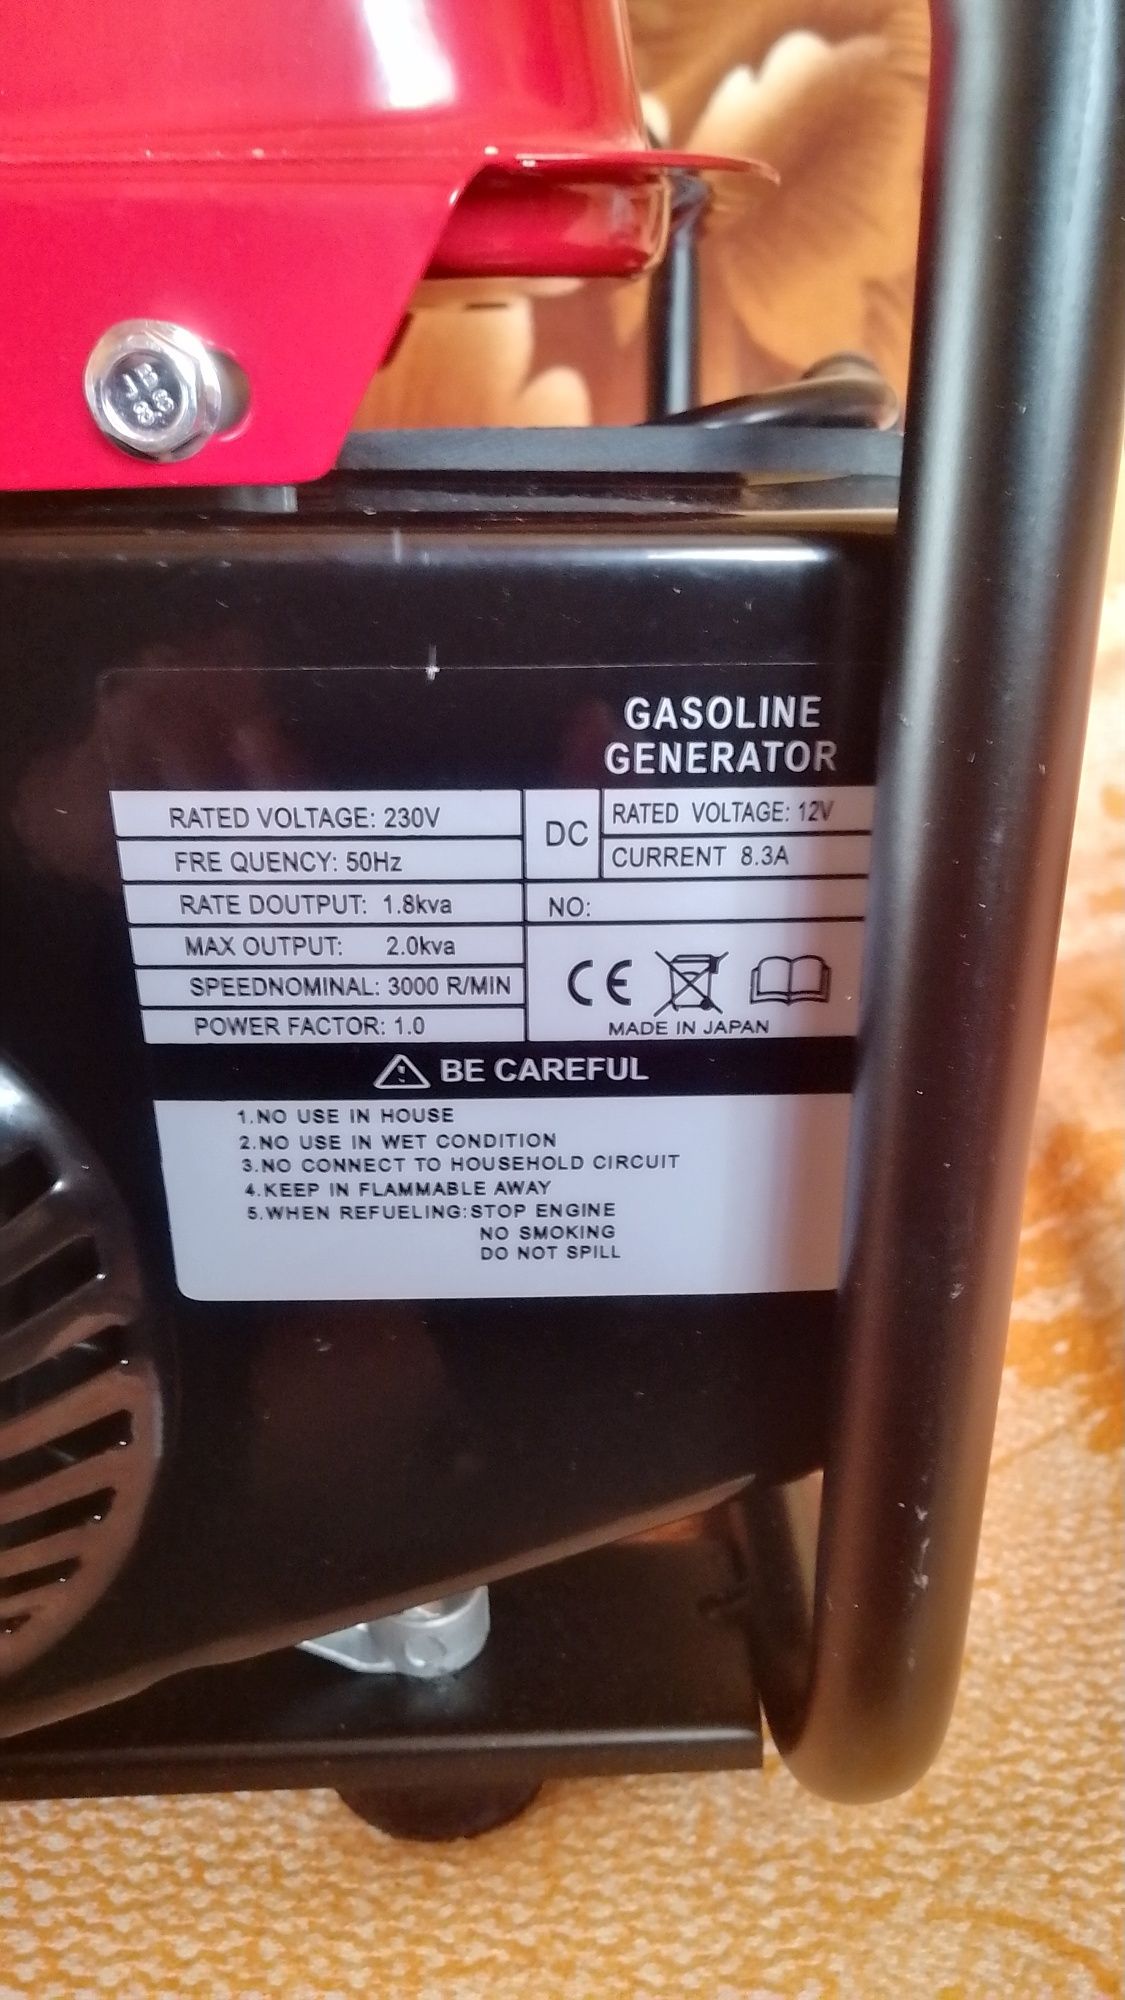 JB
8.8
GASOLINE
GENERATOR
RATED VOLTAGE: 230V
FRE QUENCY: 50Hz
RATE DOUTPUT: 1.8kva
MAX OUTPUT: 2.0kva
SPEEDNOMINAL: 3000 R/MIN
POWER FACTOR: 1.0
DC
RATED VOLTAGE: 12V
CURRENT 8.3A
NO:
CE
MADE IN JAPAN
BE CAREFUL
1.NO USE IN HOUSE
2.NO USE IN WET CONDITION
3.NO CONNECT TO HOUSEHOLD CIRCUIT
4.KEEP IN FLAMMABLE AWAY
5.WHEN REFUELING:STOP ENGINE
NO SMOKING
DO NOT SPILL